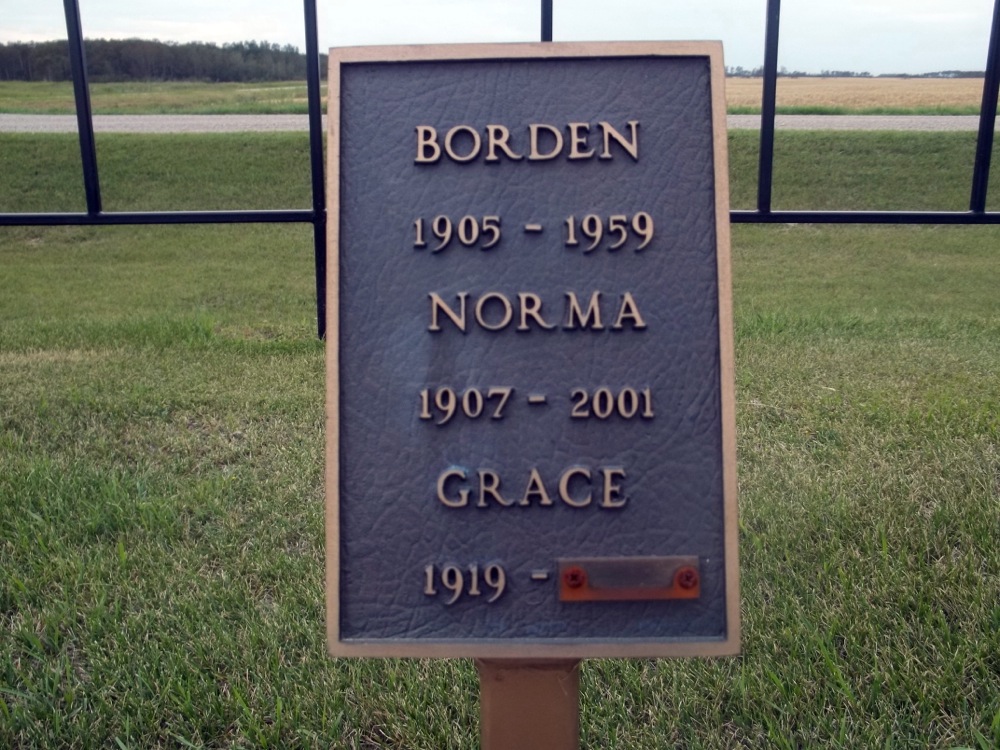 BORDEN
1905 - 1959
NORMA
1907 - 2001
GRACE
1919 -